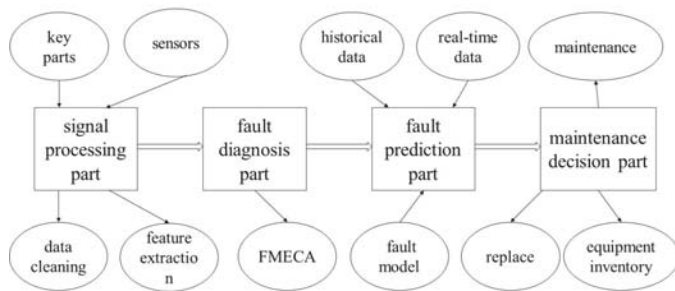 key
parts
sensors
historical
data
real-time
data
maintenance
signal
processing
part
fault
diagnosis
part
fault
prediction
part
maintenance
decision part
data
cleaning
feature
extractio
n
FMECA
fault
model
replace
equipment
inventory